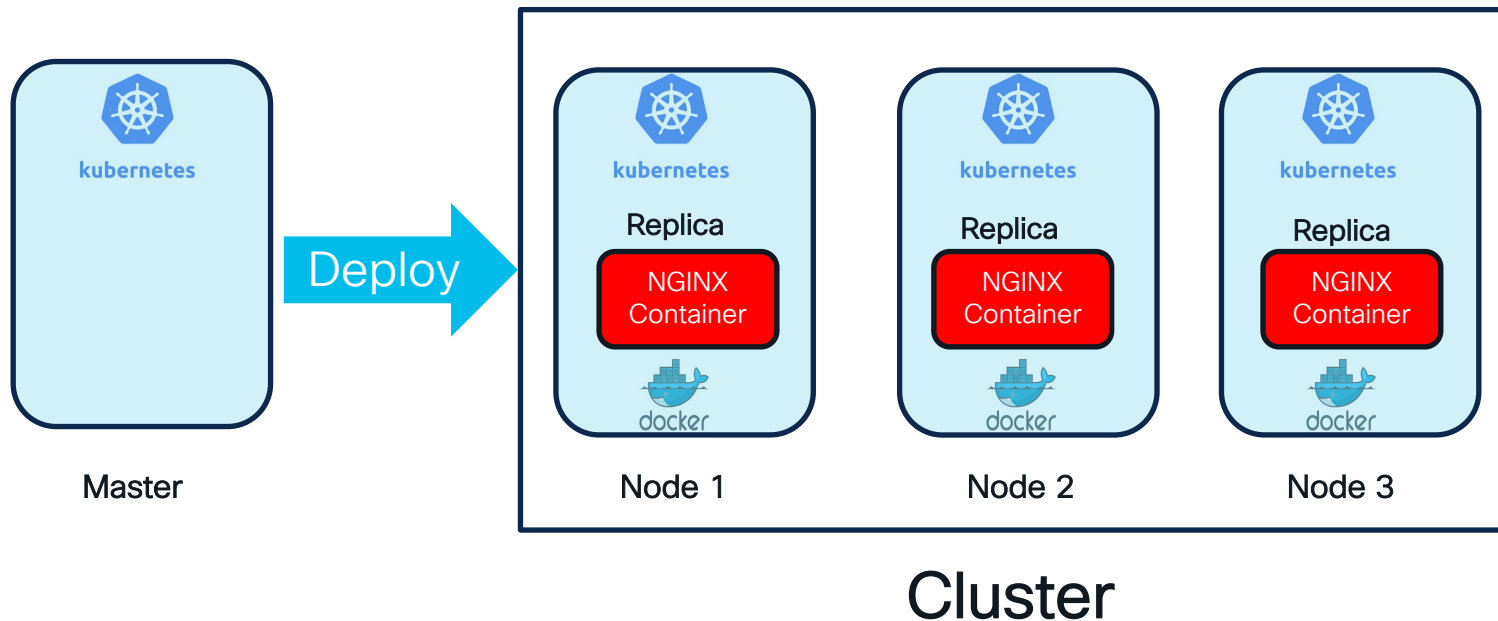 kubernetes
Master
Deploy
kubernetes
Replica
NGINX
Container
docker
Node 1
kubernetes
Replica
NGINX
Container
docker
Node 2
kubernetes
Replica
NGINX
Container
docker
Node 3
Cluster